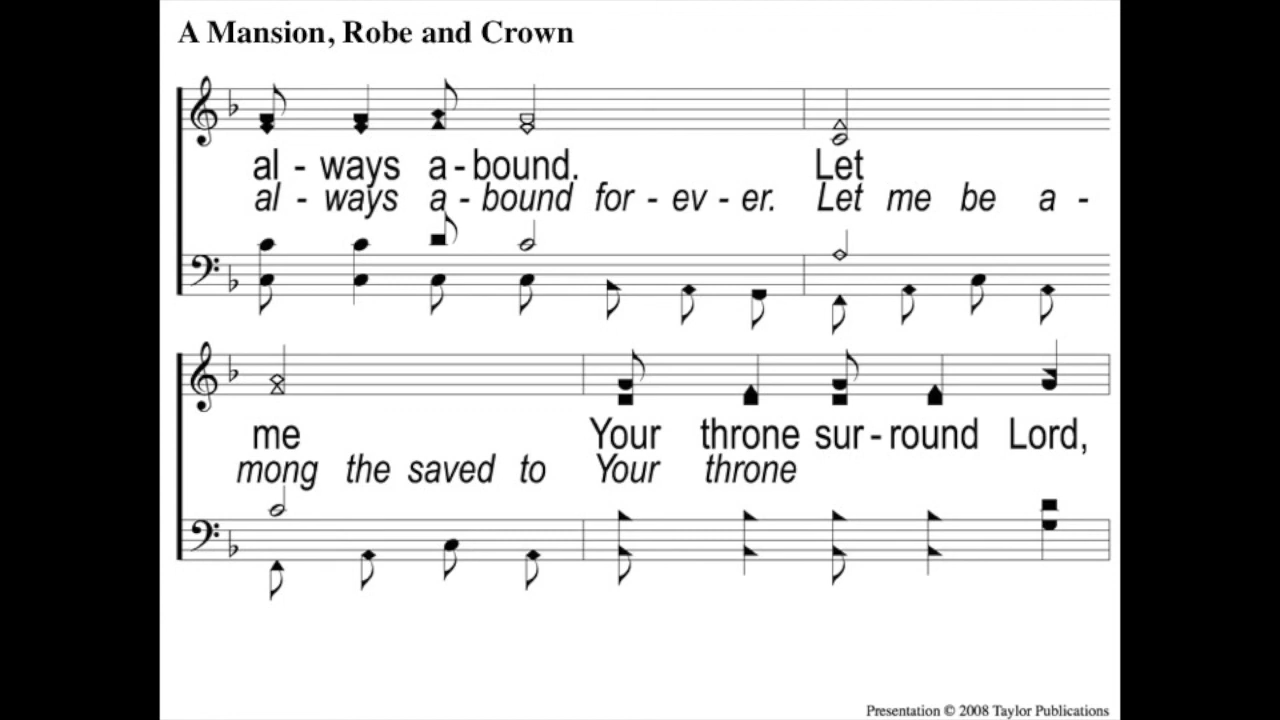 A Mansion, Robe and Crown
al - ways a - bound. Let
al - ways a - bound for - ev - er. Let me be a -
me Your throne sur - round Lord,
mong the saved to Your throne
Presentation © 2008 Taylor Publications